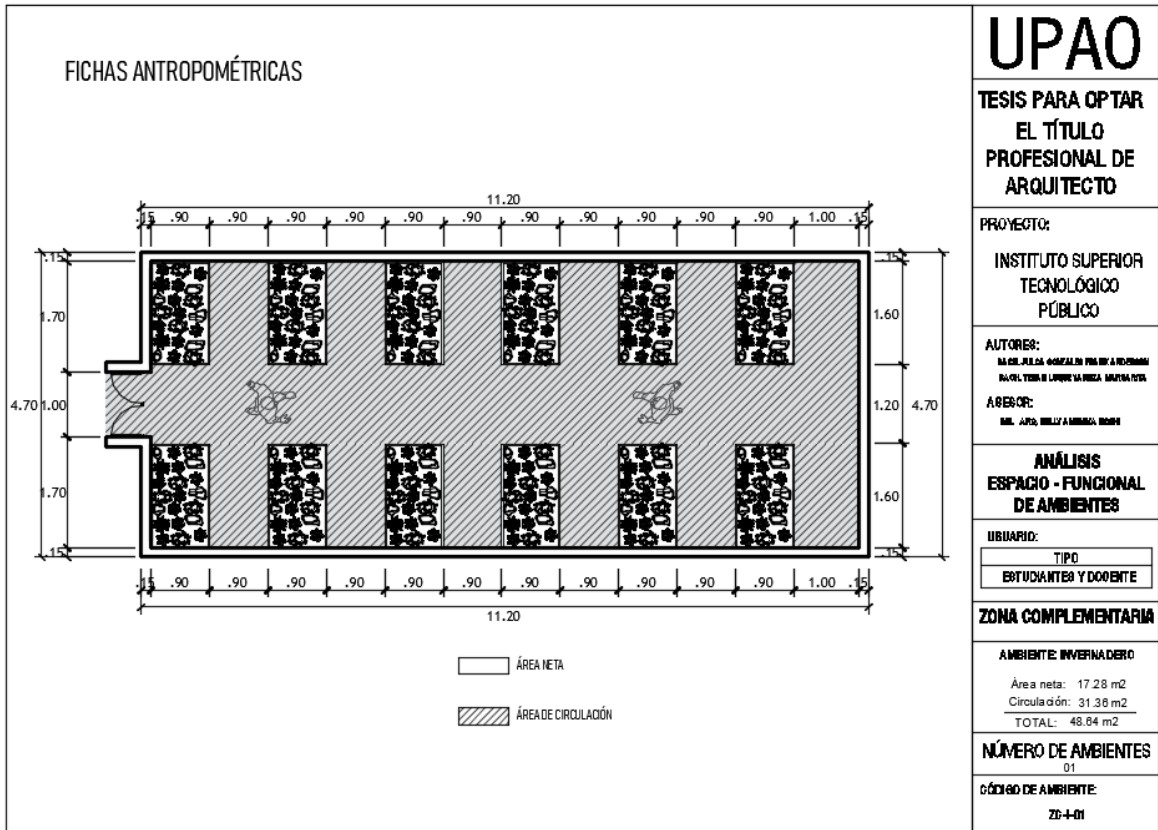 FICHAS ANTROPOMÉTRICAS
11.20
.15 .90 .90 .90 .90 .90 .90 .90 .90 .90 .90 .90 1.00 .15
.15
1.70
4.70 1.00
1.70
.15
.15
1.60
1.20 4.70
1.60
.15
.15 .90 .90 .90 .90 .90 .90 .90 .90 .90 .90 .90 1.00 .15
11.20
ÁREA NETA
ÁREA DE CIRCULACIÓN
UPAO
TESIS PARA OPTAR
EL TÍTULO
PROFESIONAL DE
ARQUITECTO
PROYECTO:
INSTITUTO SUPERIOR
TECNOLÓGICO
PÚBLICO
AUTORES:
ASESOR:
ANÁLISIS
ESPACIO - FUNCIONAL
DE AMBIENTES
USUARIO:
TIPO
ESTUDIANTES Y DOCENTE
ZONA COMPLEMENTARIA
AMBIENTE: INVERNADERO
Área neta: 17.28 m2
Circulación: 31.36 m2
TOTAL: 48.64 m2
NÚMERO DE AMBIENTES
01
CÓDIGO DE AMBIENTE:
ZC-I-01